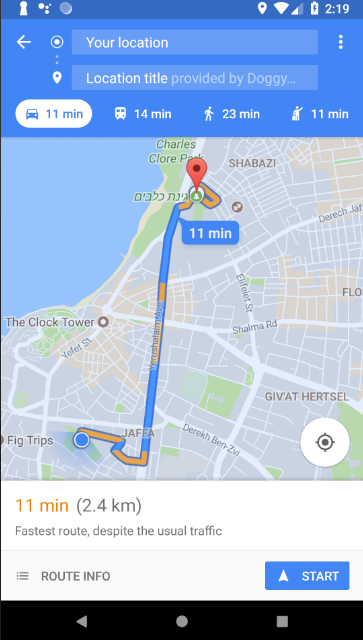 2:19
Your location
Location title provided by Doggy...
11 min
14 min
23 min
11 min
Charles
Clore Park
SHABAZI
גינת כלבים
11 min
Derech Jaf
Elifelet St
FLO
The Clock Tower
Yerushalaim Ave
Shalma Rd
Yefet St
GIV'AT HERTSEL
JAFFA
Fig Trips
Derekh Ben-Zvi
11 min (2.4 km)
Fastest route, despite the usual traffic
ROUTE INFO
START